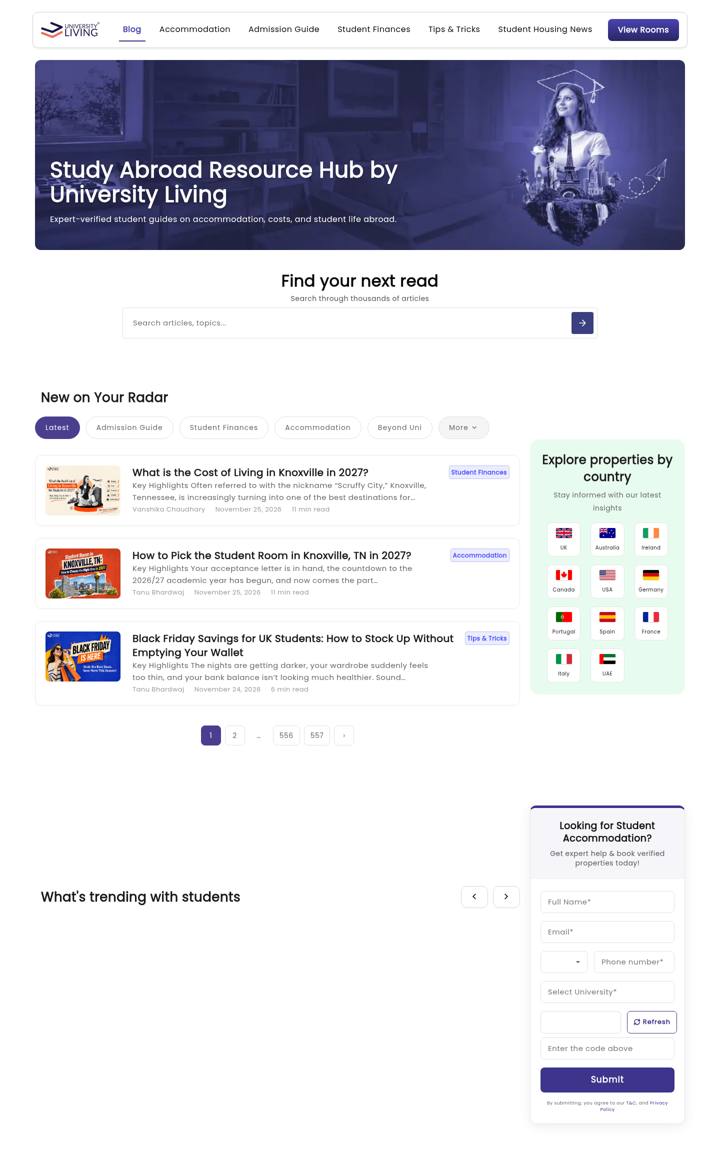 UNIVERSITY
LIVING
Blog
Accommodation
Admission Guide
Student Finances
Tips & Tricks
Student Housing News
View Rooms
Study Abroad Resource Hub by
University Living
Expert-verified student guides on accommodation, costs, and student life abroad.
Find your next read
Search through thousands of articles
Search articles, topics...
New on Your Radar
Latest
Admission Guide
Student Finances
Accommodation
Beyond Uni
More
What is the Cost of Living in Knoxville in 2027?
Student Finances
Key Highlights Often referred to with the nickname “Scruffy City,” Knoxville,
Tennessee, is increasingly turning into one of the best destinations for...
Vanshika Chaudhary November 25, 2026 11 min read
KNOXVILLE, TN:
How to Pick the Student Room in Knoxville, TN in 2027?
Accommodation
Key Highlights Your acceptance letter is in hand, the countdown to the
2026/27 academic year has begun, and now comes the part...
Tanu Bhardwaj November 25, 2026 11 min read
BLACK FRIDAY
IS HERE
Black Friday Savings for UK Students: How to Stock Up Without
Emptying Your Wallet
Tips & Tricks
Key Highlights The nights are getting darker, your wardrobe suddenly feels
too thin, and your bank balance isn’t looking much healthier. Sound...
Tanu Bhardwaj November 24, 2026 6 min read
1 2 ... 556 557 ›
Explore properties by
country
Stay informed with our latest
insights
UK
Australia
Ireland
Canada
USA
Germany
Portugal
Spain
France
Italy
UAE
What's trending with students
Looking for Student
Accommodation?
Get expert help & book verified
properties today!
Full Name*
Email*
Phone number*
Select University*
Refresh
Enter the code above
Submit
By submitting, you agree to our T&C, and Privacy
Policy